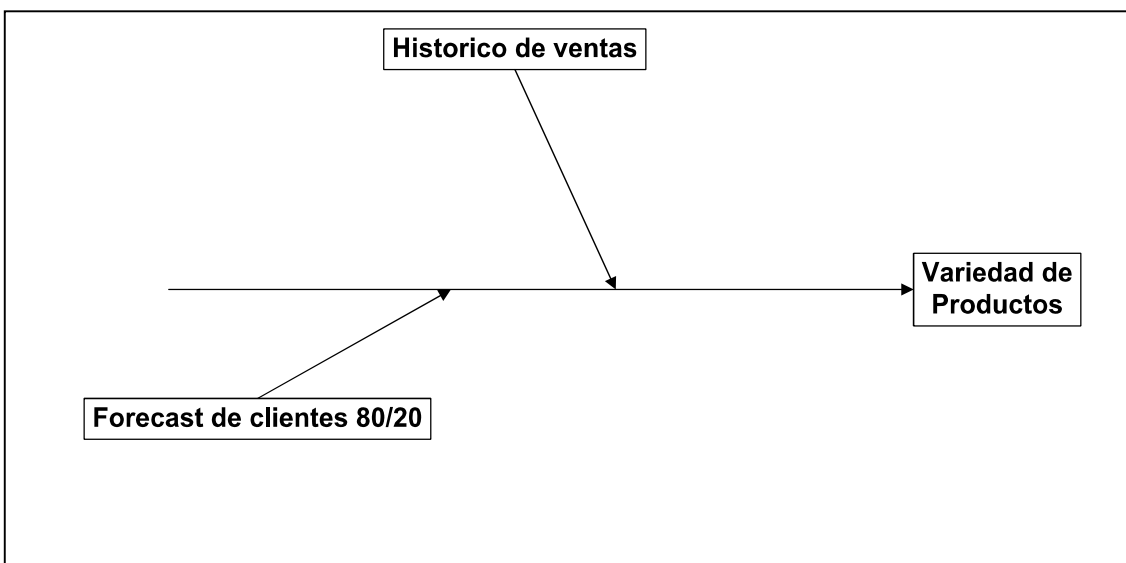 Historico de ventas
Variedad de
Productos
Forecast de clientes 80/20